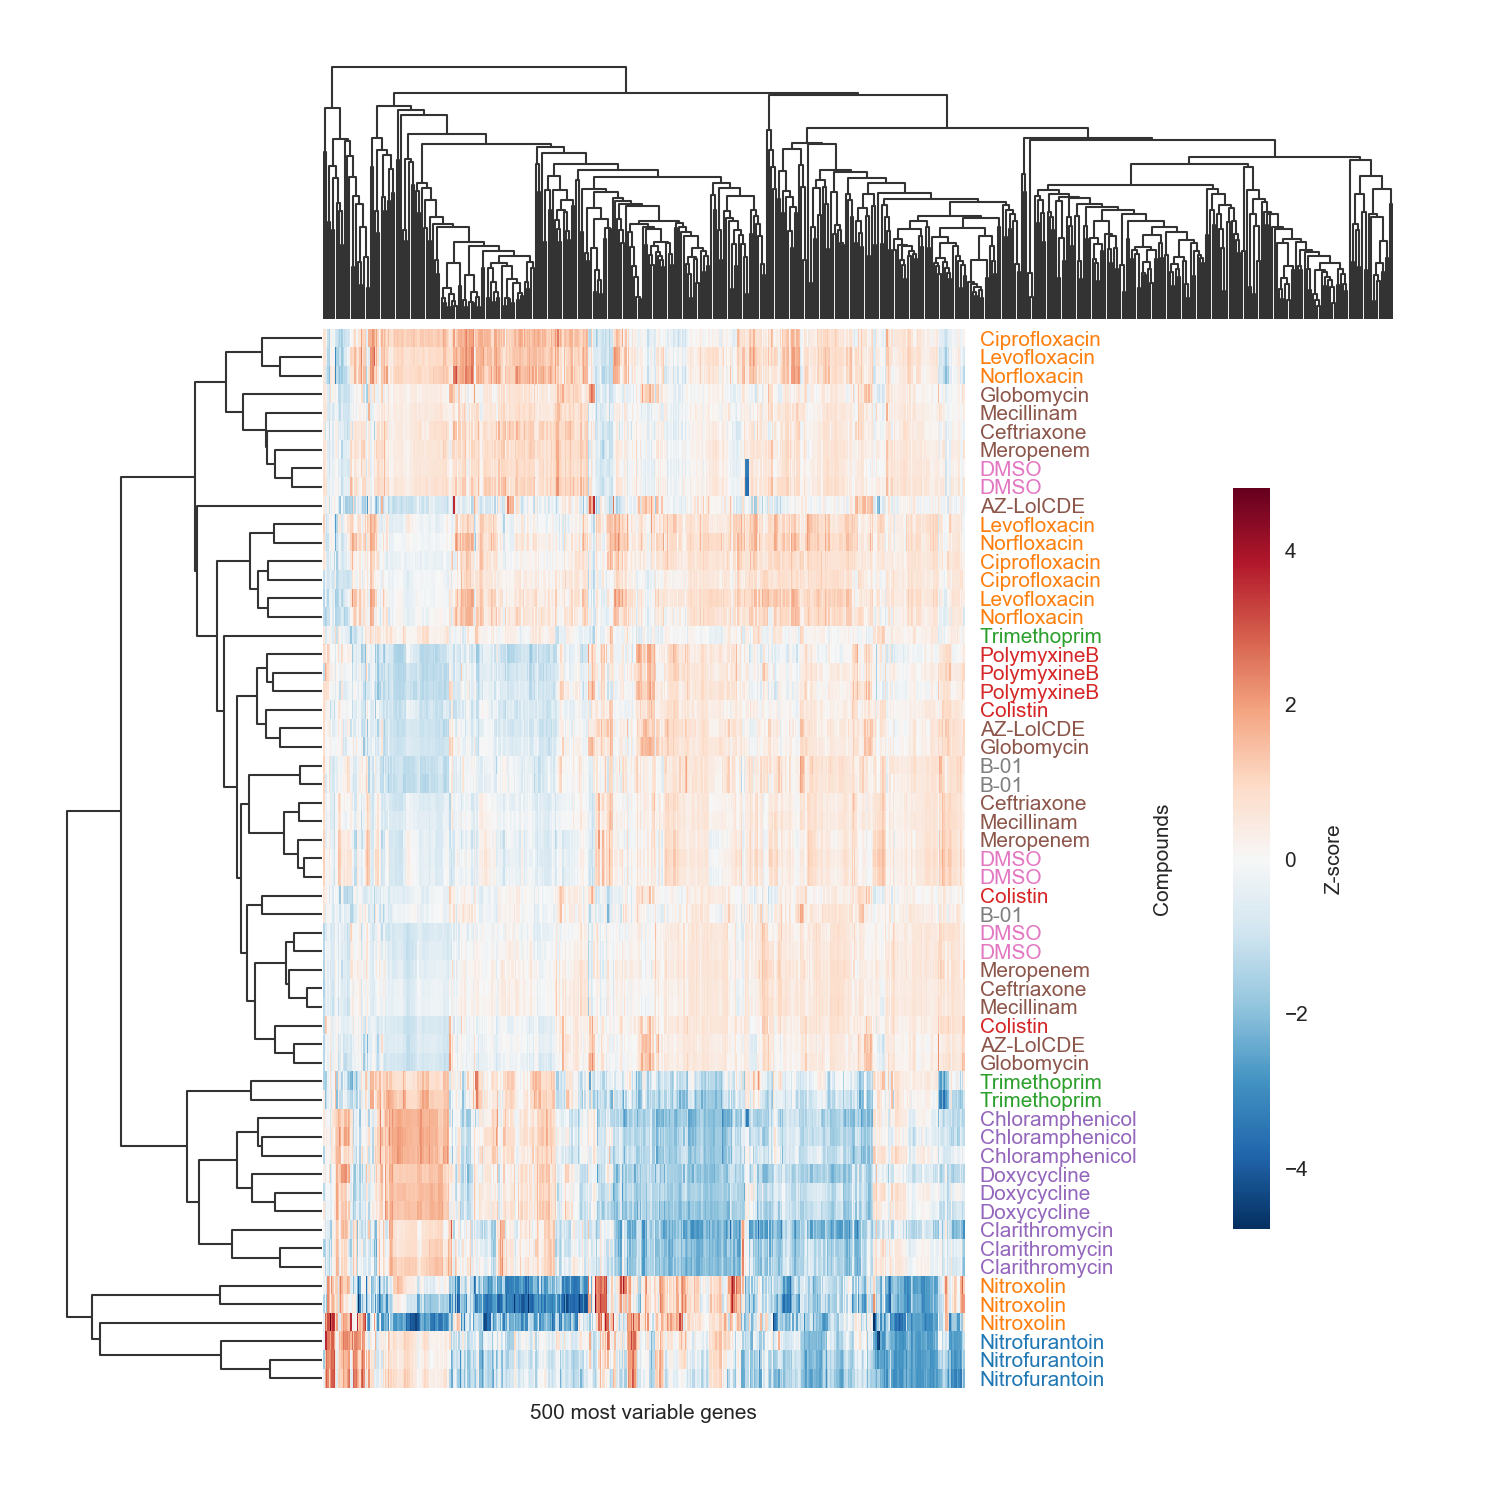 Ciprofloxacin
Levofloxacin
Norfloxacin
Globomycin
Mecillinam
Ceftriaxone
Meropenem
DMSO
DMSO
AZ-LolCDE
Levofloxacin
Norfloxacin
Ciprofloxacin
Ciprofloxacin
Levofloxacin
Norfloxacin
Trimethoprim
PolymyxineB
PolymyxineB
PolymyxineB
Colistin
AZ-LolCDE
Globomycin
B-01
B-01
Ceftriaxone
Mecillinam
Meropenem
DMSO
DMSO
Colistin
B-01
DMSO
DMSO
Meropenem
Ceftriaxone
Mecillinam
Colistin
AZ-LolCDE
Globomycin
Trimethoprim
Trimethoprim
Chloramphenicol
Chloramphenicol
Chloramphenicol
Doxycycline
Doxycycline
Doxycycline
Clarithromycin
Clarithromycin
Clarithromycin
Nitroxolin
Nitroxolin
Nitroxolin
Nitrofurantoin
Nitrofurantoin
Nitrofurantoin
500 most variable genes
Compounds
4
2
0
−2
−4
Z-score